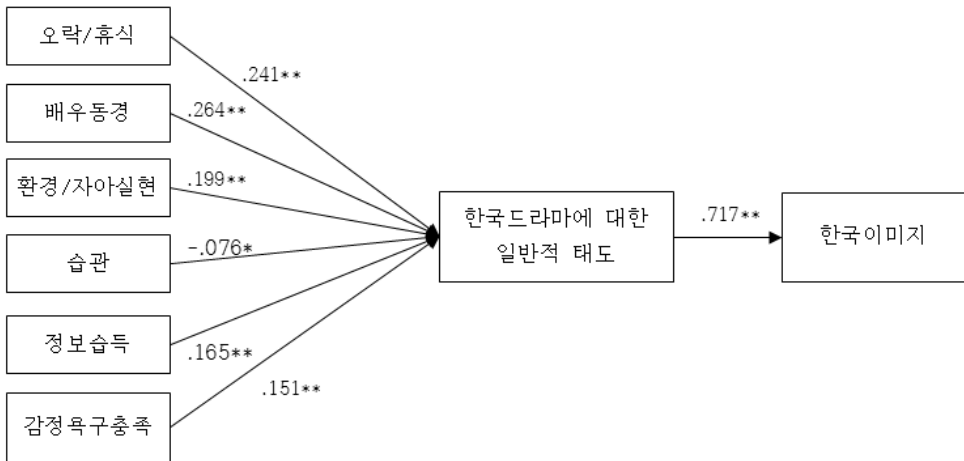 오락/휴식
.241**
배우동경
.264**
환경/자아실현
.199**
습관
-.076*
정보습득
.165**
감정욕구충족
.151**
한국드라마에 대한
일반적 태도
.717**
한국이미지